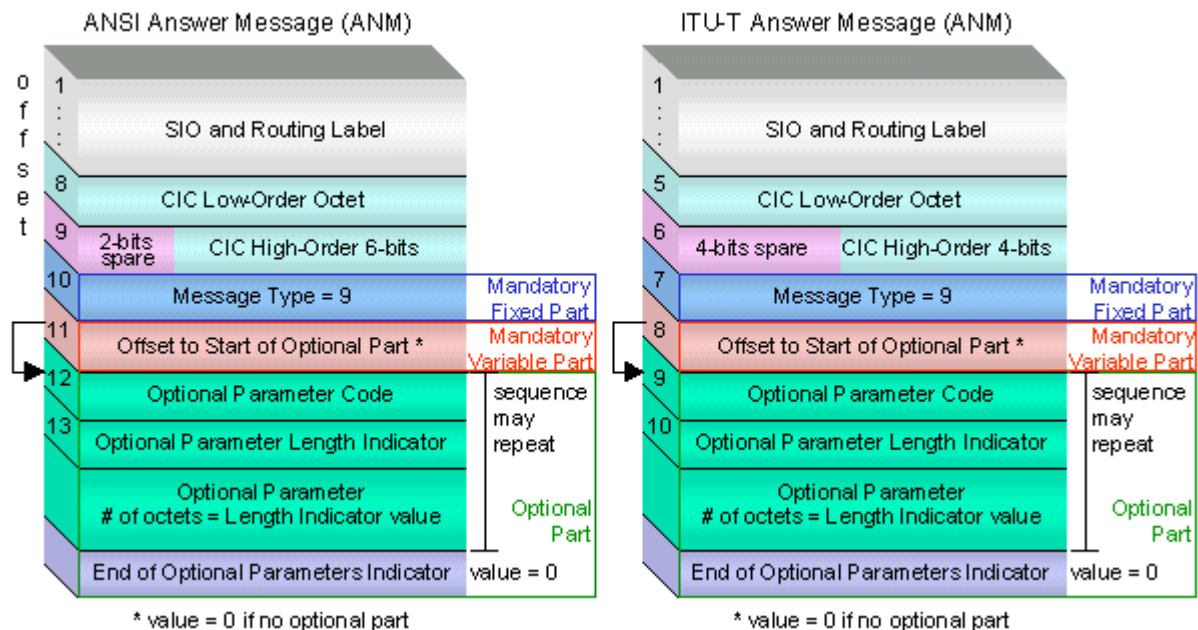 ANSI Answer Message (ANM)
offset
1
:
:
SIO and Routing Label
8
CIC Low-Order Octet
9
2-bits
spare
CIC High-Order 6-bits
10
Message Type = 9
Mandatory
Fixed Part
11
Offset to Start of Optional Part *
Mandatory
Variable Part
12
Optional Parameter Code
13
Optional Parameter Length Indicator
sequence
may
repeat
Optional Parameter
# of octets = Length Indicator value
Optional
Part
End of Optional Parameters Indicator
value = 0
* value = 0 if no optional part
ITU-T Answer Message (ANM)
1
:
:
SIO and Routing Label
5
CIC Low-Order Octet
6
4-bits spare
CIC High-Order 4-bits
7
Message Type = 9
Mandatory
Fixed Part
8
Offset to Start of Optional Part *
Mandatory
Variable Part
9
Optional Parameter Code
10
Optional Parameter Length Indicator
sequence
may
repeat
Optional Parameter
# of octets = Length Indicator value
Optional
Part
End of Optional Parameters Indicator
value = 0
* value = 0 if no optional part